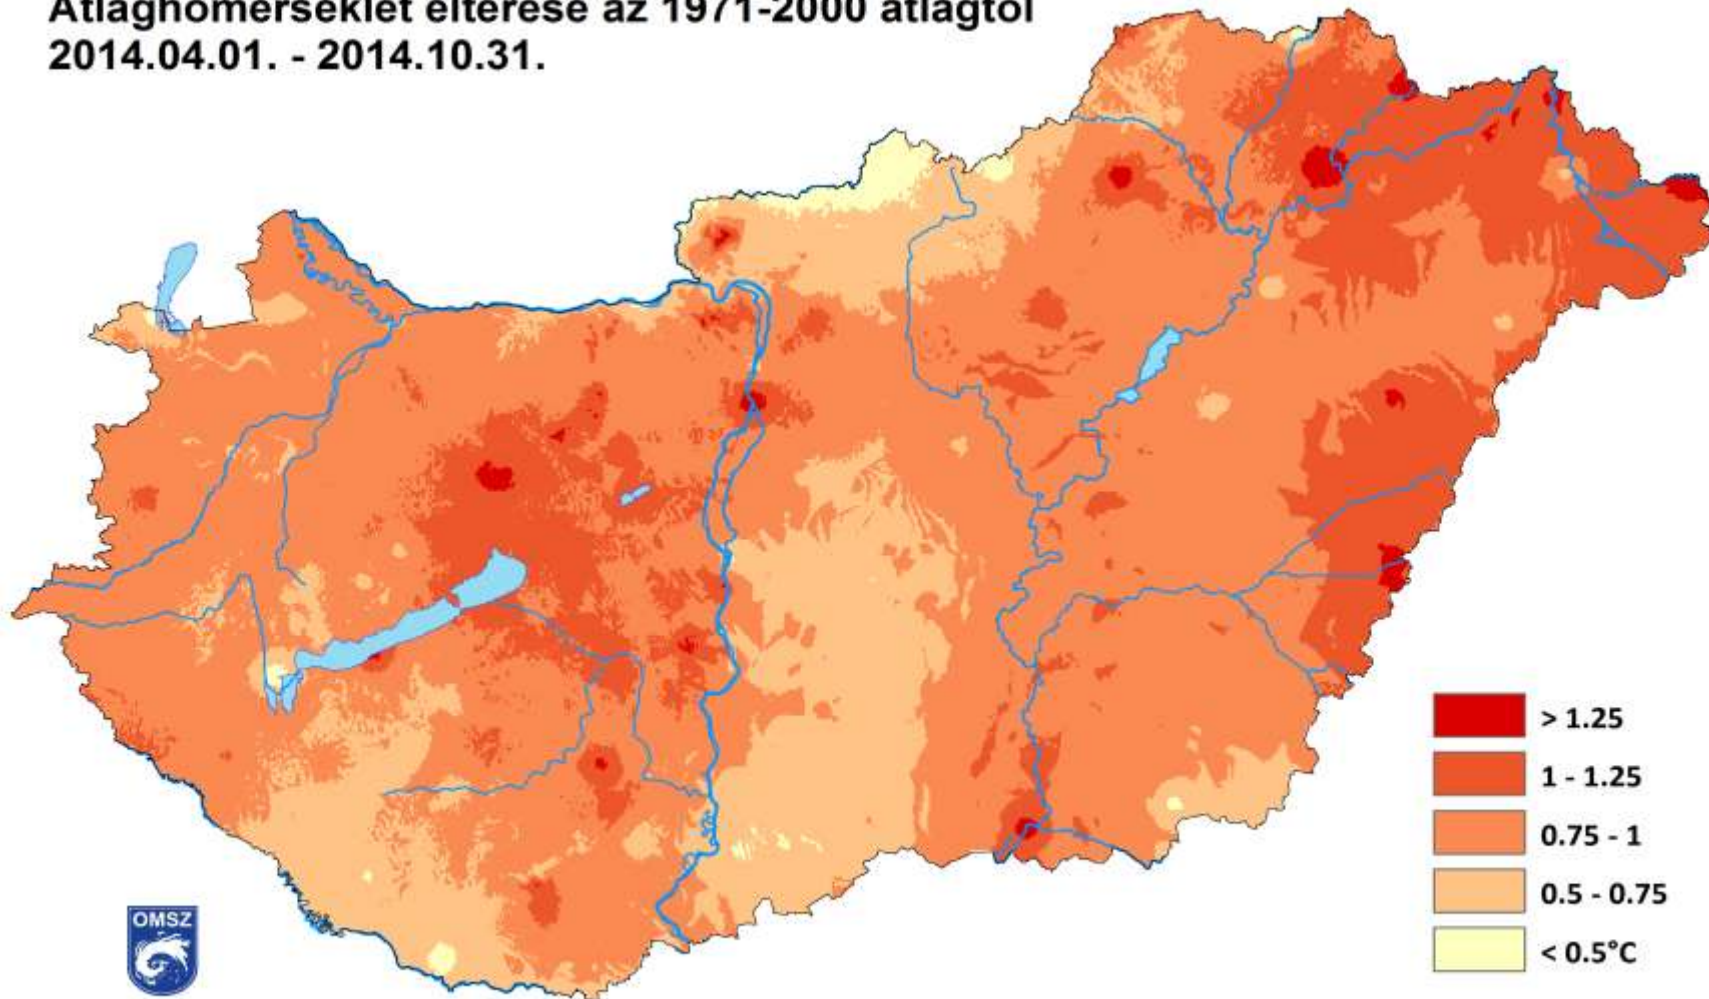 Átlaghőmérséklet eltérése az 1971-2000 átlagtól
2014.04.01. - 2014.10.31.
> 1.25
1 - 1.25
0.75 - 1
0.5 - 0.75
< 0.5°C
OMSZ